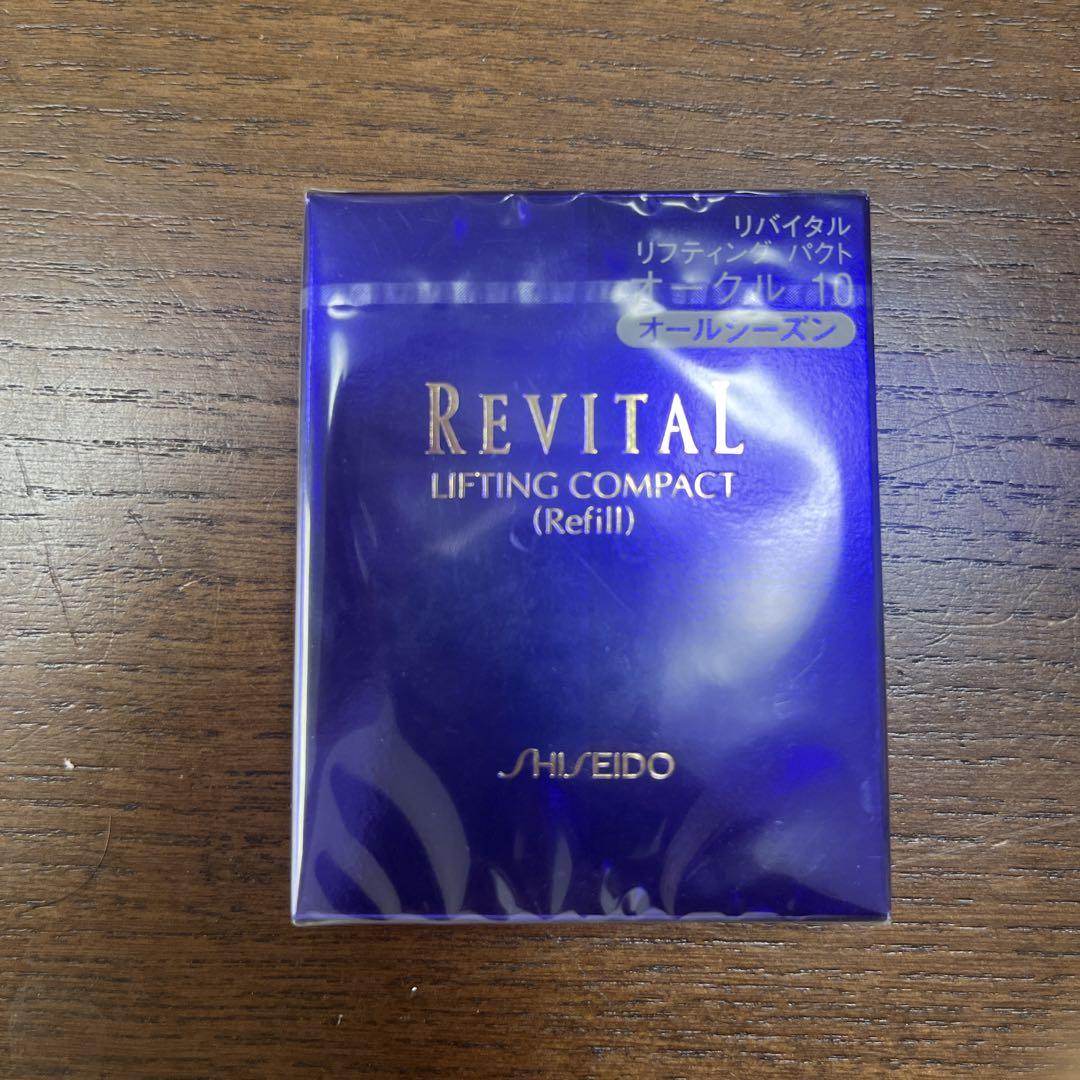 リバイタル
リフティング パクト
オークル 10
オールシーズン
REVITAL
LIFTING COMPACT
(Refill)
SHISEIDO